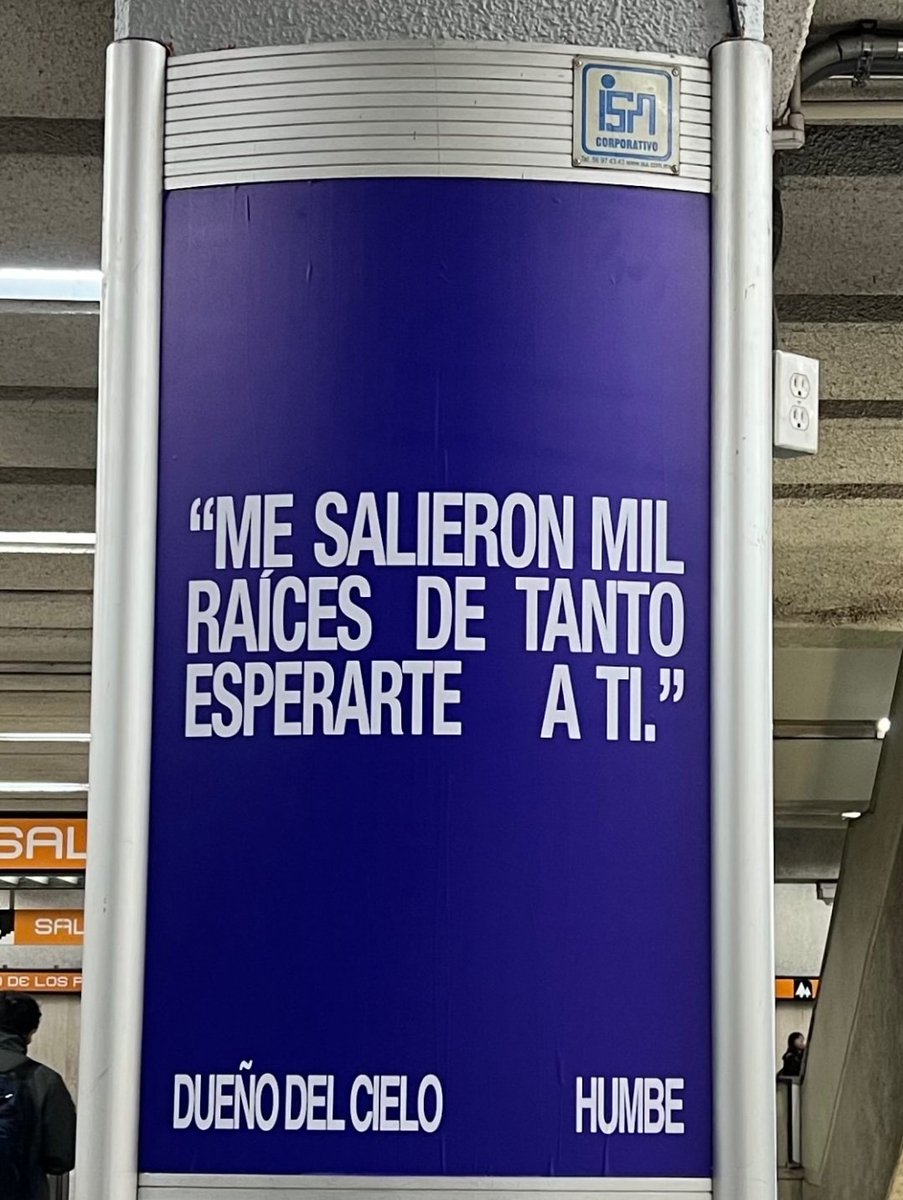 isa
CORPORATIVO
“ME SALIERON MIL
RAÍCES DE TANTO
ESPERARTE A TI.”
SAL
SAL
DE LOS
DUEÑO DEL CIELO
HUMBE